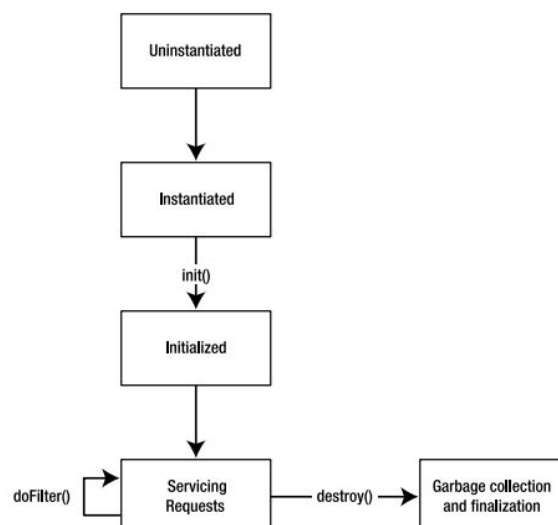 Uninstantiated
Instantiated
init()
Initialized
doFilter()
Servicing
Requests
destroy()
Garbage collection
and finalization